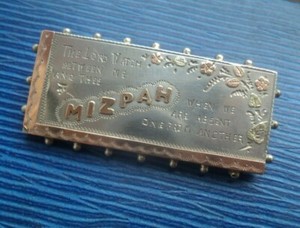 THE LORD WATCH
BETWEEN ME
AND THEE
MIZPAH
WHEN WE
ARE ABSENT
ONE FROM ANOTHER